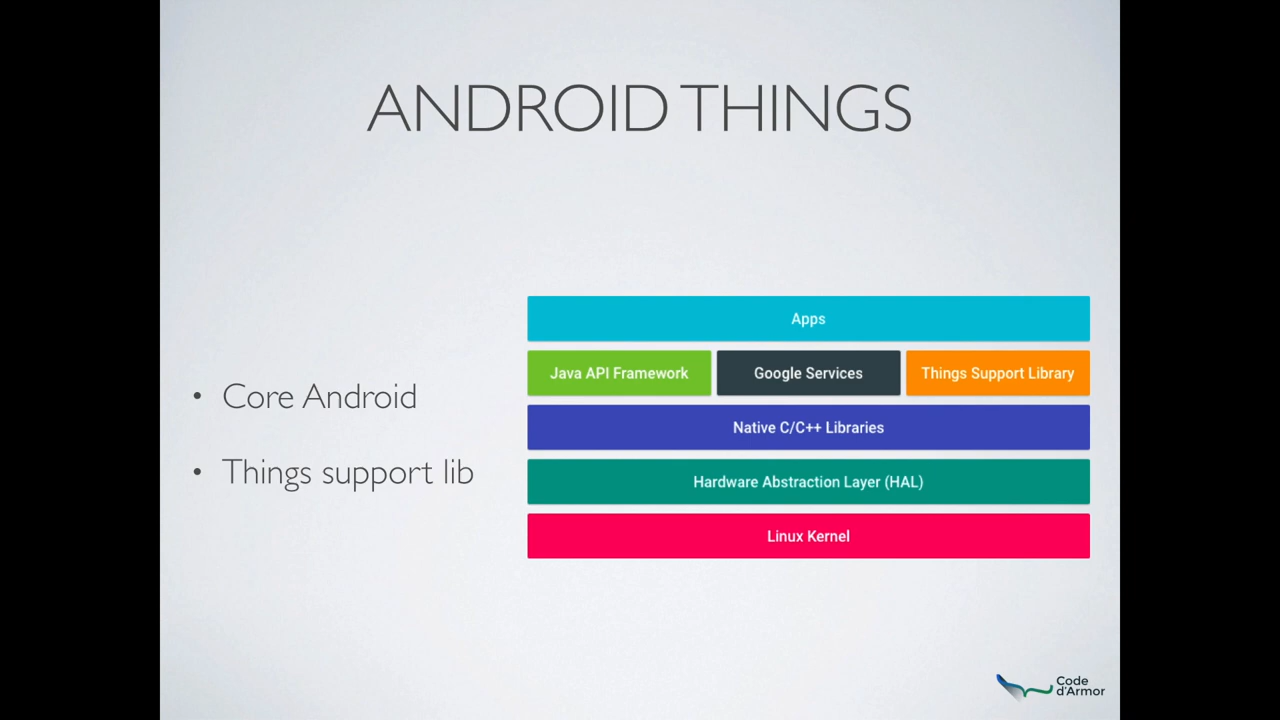 ANDROID THINGS
• Core Android
• Things support lib
Apps
Java API Framework
Google Services
Things Support Library
Native C/C++ Libraries
Hardware Abstraction Layer (HAL)
Linux Kernel
Code
d'Armor